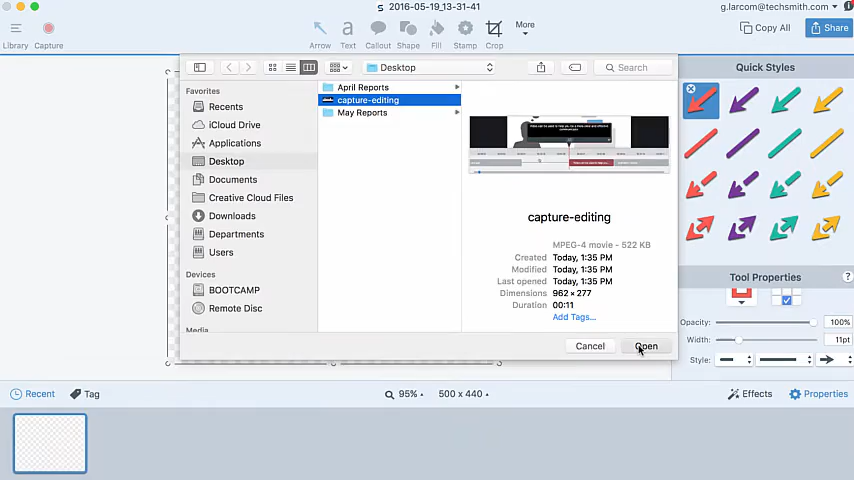 2016-05-19_13-31-41
g.larcom@techsmith.com
Library
Capture
Arrow
Text
Callout
Shape
Fill
Stamp
Crop
More
Copy All
Share
Desktop
Search
Favorites
Recents
iCloud Drive
Applications
Desktop
Documents
Creative Cloud Files
Downloads
Departments
Users
Devices
BOOTCAMP
Remote Disc
Media
April Reports
capture-editing
May Reports
capture-editing
MPEG-4 movie - 522 KB
Created Today, 1:35 PM
Modified Today, 1:35 PM
Last opened Today, 1:35 PM
Dimensions 962 × 277
Duration 00:11
Add Tags...
Cancel
Open
Quick Styles
Tool Properties
?
Opacity: 100%
Width: 11pt
Style:
Recent
Tag
95%
500 x 440
Effects
Properties